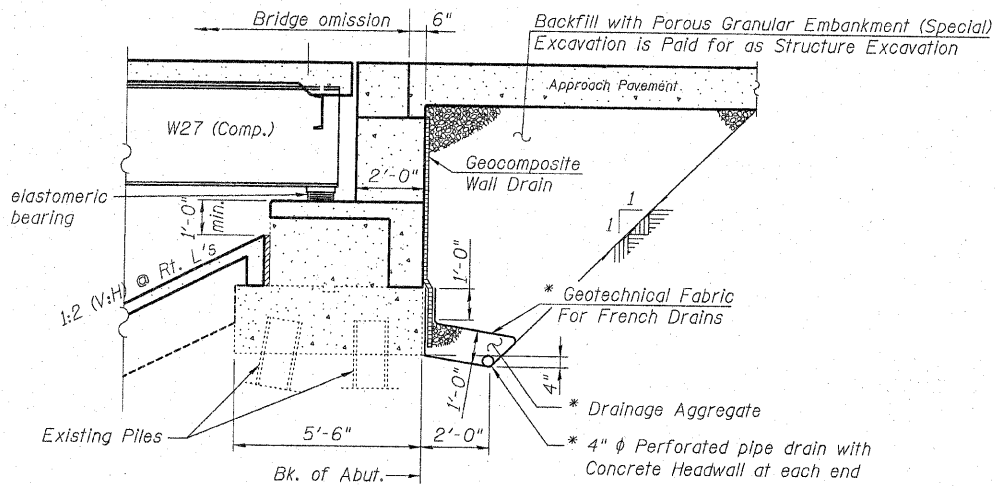 Bridge omission
6"
Backfill with Porous Granular Embankment (Special)
Excavation is Paid for as Structure Excavation
Approach Pavement
W27 (Comp.)
2'-0"
Geocomposite
Wall Drain
elastomeric
bearing
1'-0"
min.
1
1
1:2 (V:H) @ Rt. L's
1'-0"
* Geotechnical Fabric
For French Drains
1'-0"
4"
* Drainage Aggregate
Existing Piles
5'-6"
2'-0"
* 4" ϕ Perforated pipe drain with
Concrete Headwall at each end
Bk. of Abut.